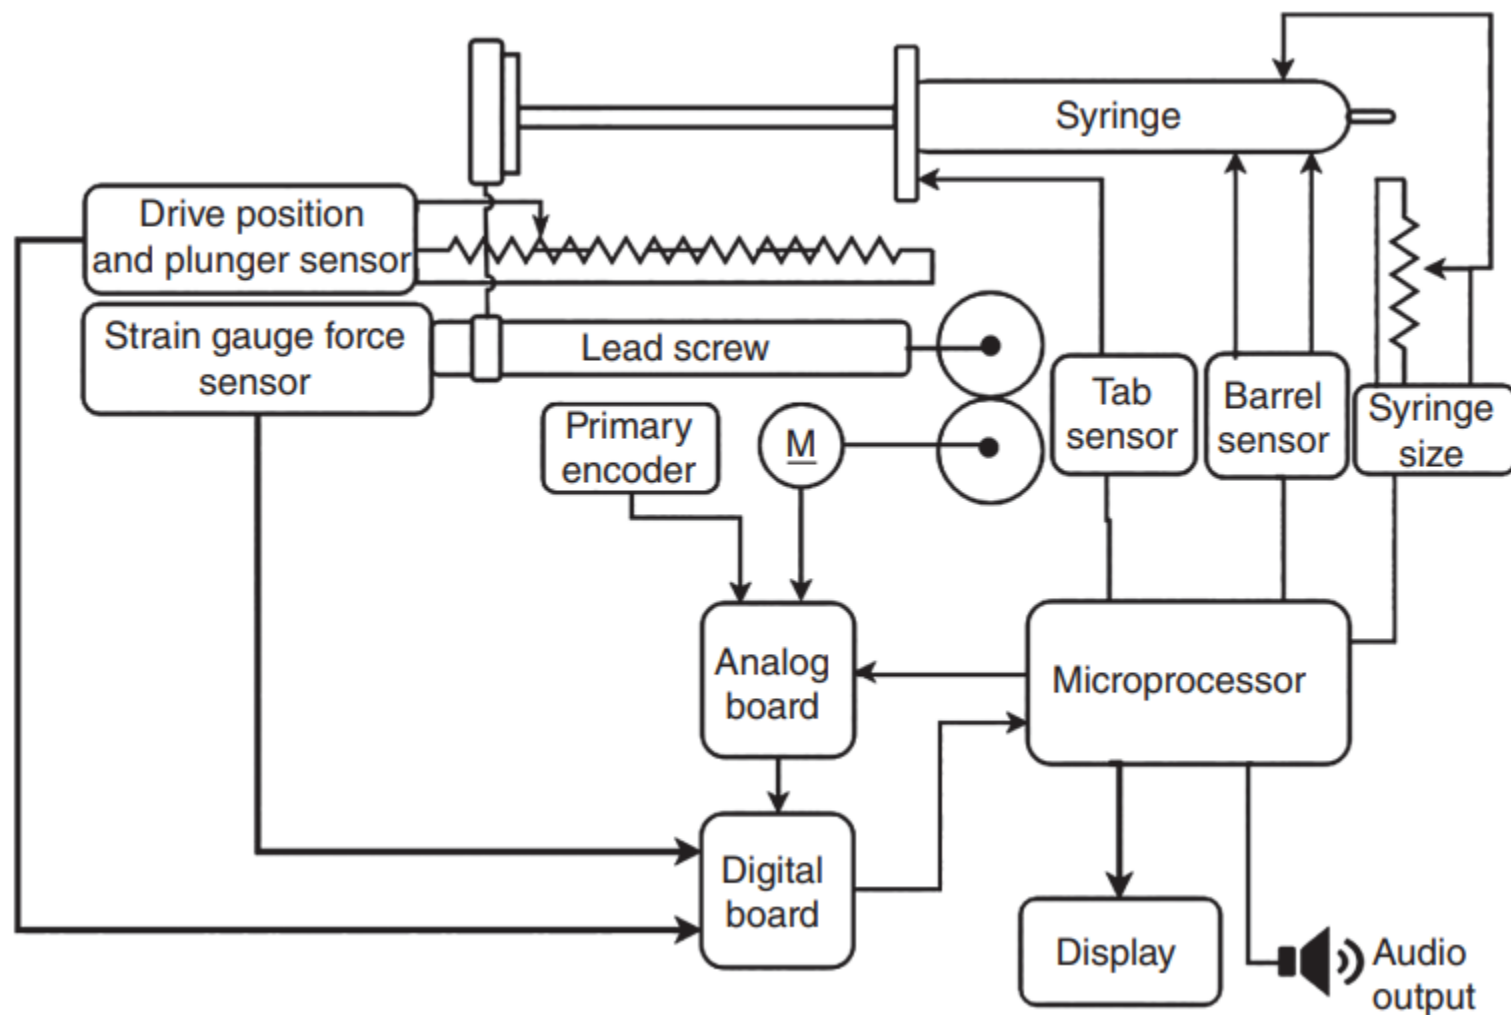 Syringe
Drive position
and plunger sensor
Strain gauge force
sensor
Lead screw
Primary
encoder
M
Tab
sensor
Barrel
sensor
Syringe
size
Analog
board
Microprocessor
Digital
board
Display
Audio
output